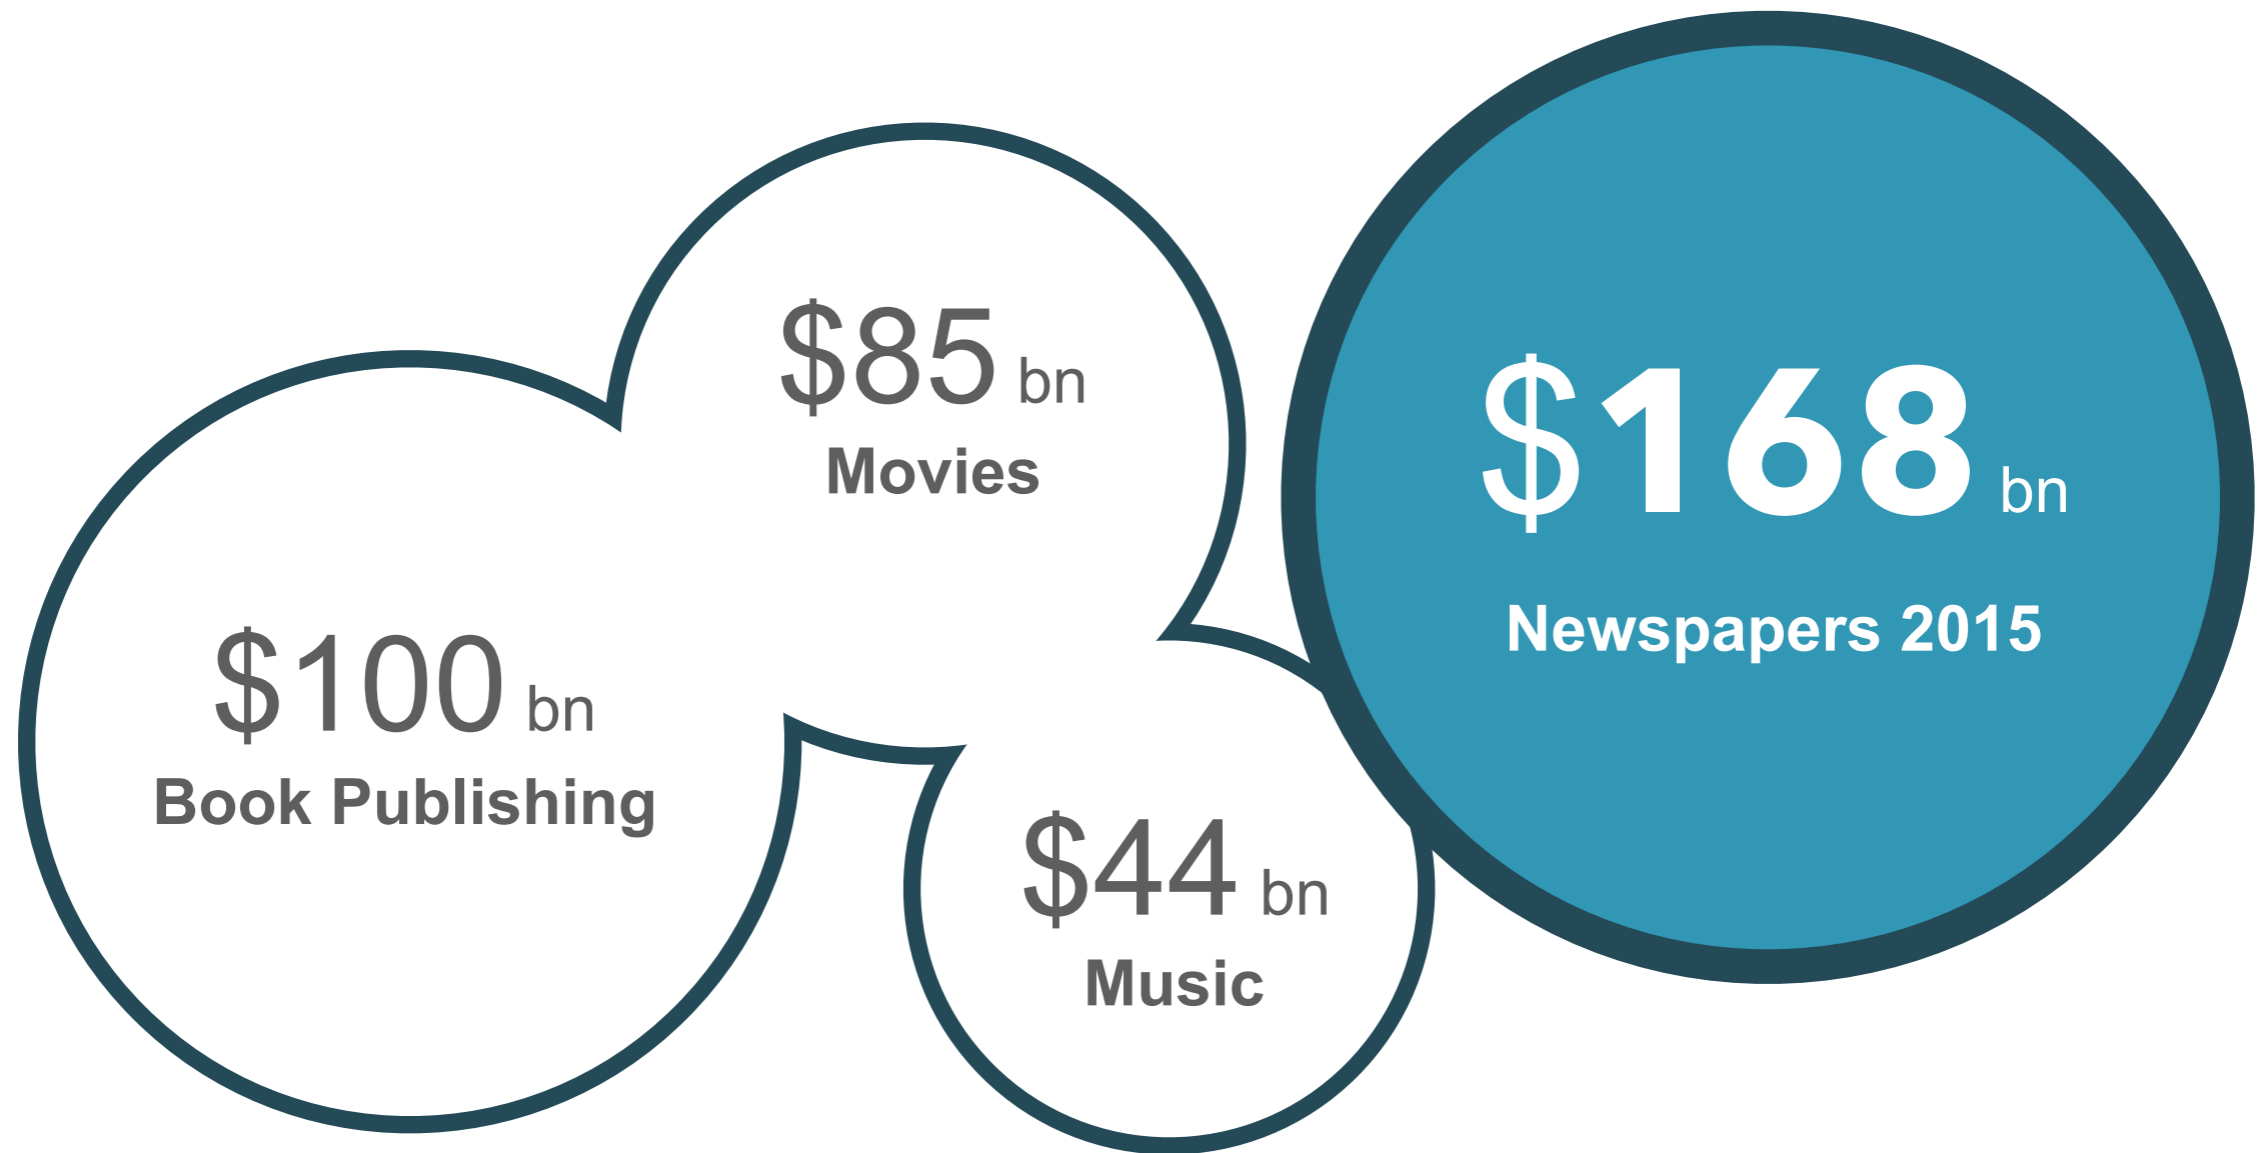 $100 bn
Book Publishing
$85 bn
Movies
$44 bn
Music
$168 bn
Newspapers 2015